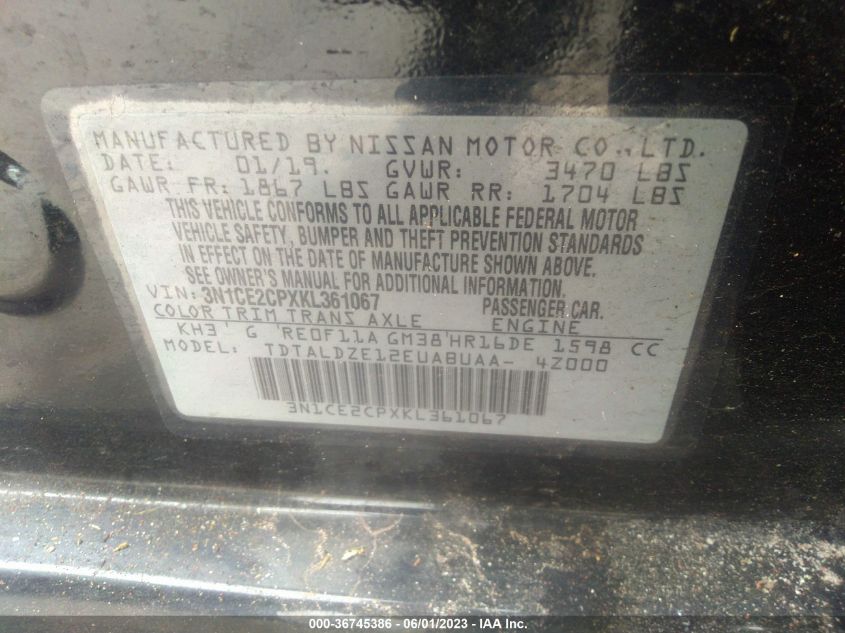 MANUFACTURED BY NISSAN MOTOR CO., LTD.
DATE: 01/19. GVWR: 3470 LBS
GAWR FR: 1867 LBS GAWR RR: 1704 LBS
THIS VEHICLE CONFORMS TO ALL APPLICABLE FEDERAL MOTOR
VEHICLE SAFETY, BUMPER AND THEFT PREVENTION STANDARDS
IN EFFECT ON THE DATE OF MANUFACTURE SHOWN ABOVE.
SEE OWNER'S MANUAL FOR ADDITIONAL INFORMATION.
VIN: 3N1CE2CPXKL361067 PASSENGER CAR.
COLOR TRIM TRANS AXLE ENGINE
KH3' G 'RE0F11A GM38'HR16DE 1598 CC
MODEL: TDTALDZE12EUABUAA- 4Z000
3N1CE2CPXKL361067
000-36745386 - 06/01/2023 - IAA Inc.